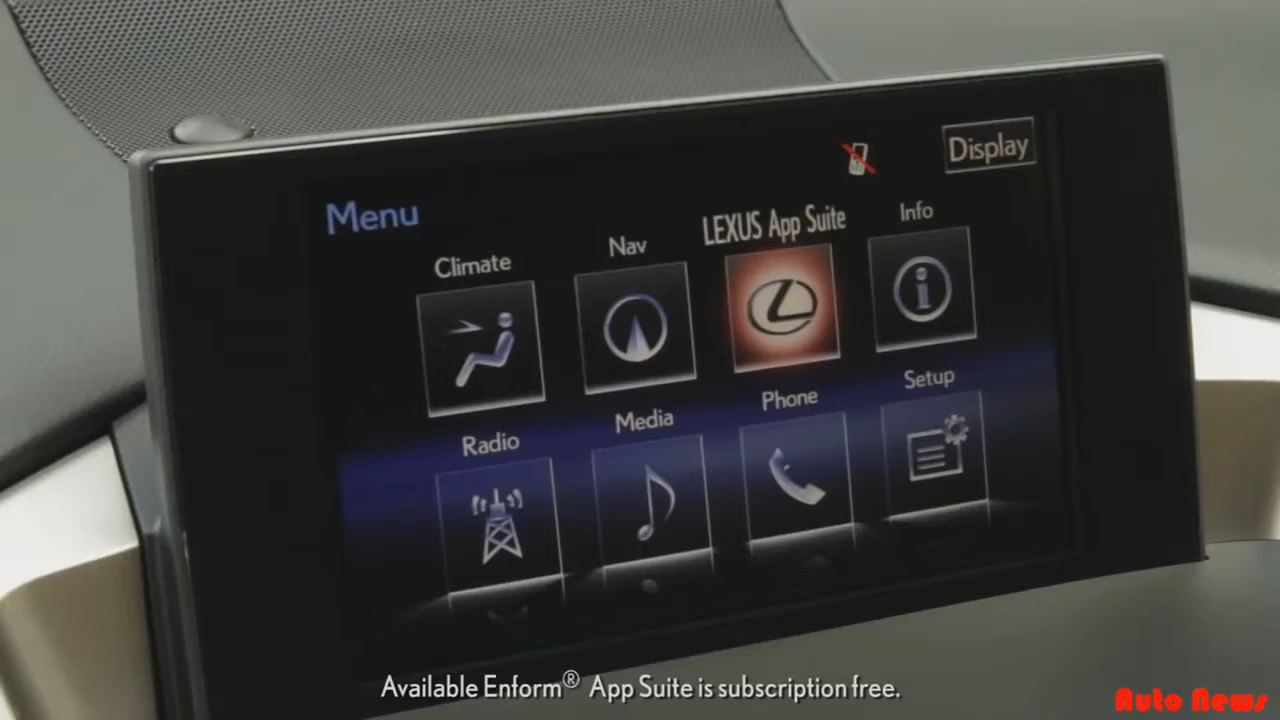 Display
Menu
Climate
Nav
LEXUS App Suite
Info
Radio
Media
Phone
Setup
Available Enform® App Suite is subscription free.
Auto News